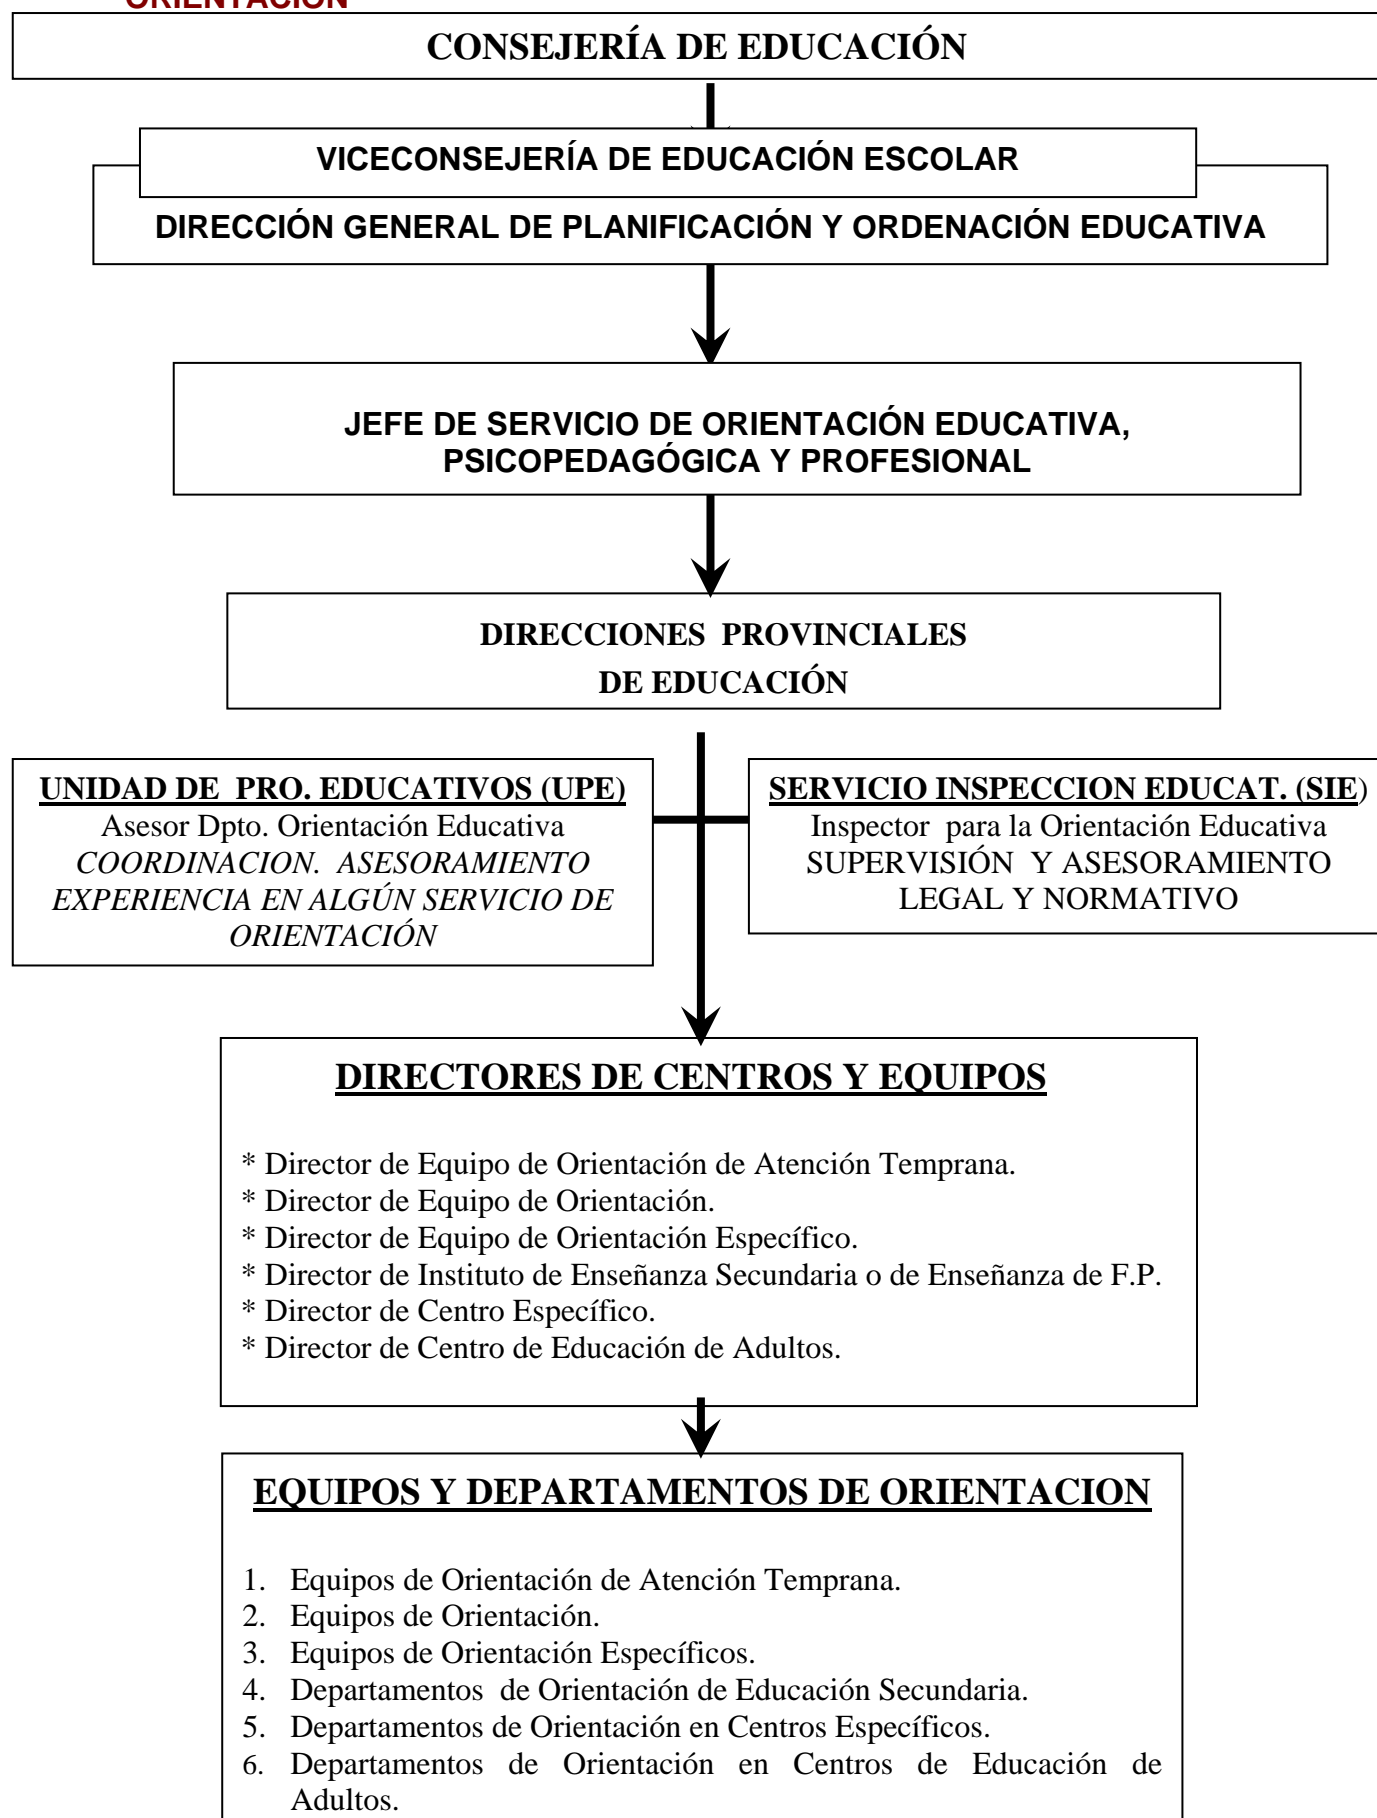 ORIENTACIÓN
CONSEJERÍA DE EDUCACIÓN
VICECONSEJERÍA DE EDUCACIÓN ESCOLAR
DIRECCIÓN GENERAL DE PLANIFICACIÓN Y ORDENACIÓN EDUCATIVA
JEFE DE SERVICIO DE ORIENTACIÓN EDUCATIVA,
PSICOPEDAGÓGICA Y PROFESIONAL
DIRECCIONES PROVINCIALES
DE EDUCACIÓN
UNIDAD DE PRO. EDUCATIVOS (UPE)
Asesor Dpto. Orientación Educativa
COORDINACION. ASESORAMIENTO
EXPERIENCIA EN ALGÚN SERVICIO DE
ORIENTACIÓN
SERVICIO INSPECCION EDUCAT. (SIE)
Inspector para la Orientación Educativa
SUPERVISIÓN Y ASESORAMIENTO
LEGAL Y NORMATIVO
DIRECTORES DE CENTROS Y EQUIPOS
* Director de Equipo de Orientación de Atención Temprana.
* Director de Equipo de Orientación.
* Director de Equipo de Orientación Específico.
* Director de Instituto de Enseñanza Secundaria o de Enseñanza de F.P.
* Director de Centro Específico.
* Director de Centro de Educación de Adultos.
EQUIPOS Y DEPARTAMENTOS DE ORIENTACION
1. Equipos de Orientación de Atención Temprana.
2. Equipos de Orientación.
3. Equipos de Orientación Específicos.
4. Departamentos de Orientación de Educación Secundaria.
5. Departamentos de Orientación en Centros Específicos.
6. Departamentos de Orientación en Centros de Educación de
Adultos.